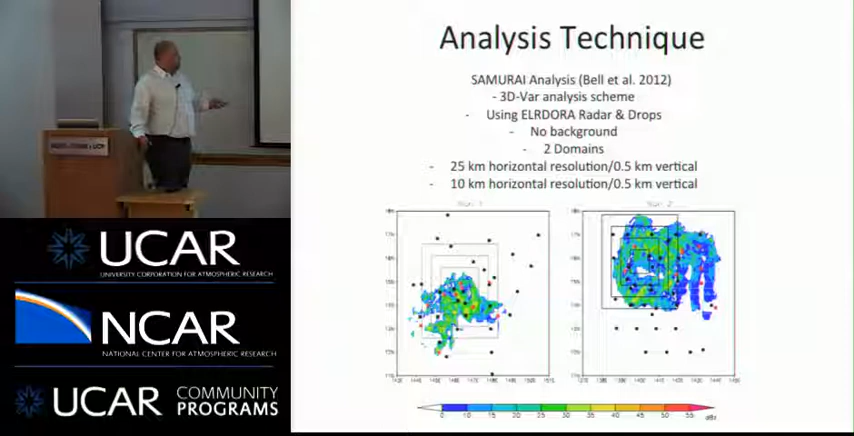 Analysis Technique
SAMURAI Analysis (Bell et al. 2012)
- 3D-Var analysis scheme
- Using ELRDORA Radar & Drops
- No background
- 2 Domains
- 25 km horizontal resolution/0.5 km vertical
- 10 km horizontal resolution/0.5 km vertical
0 10 15 20 25 30 35 40 45 50 55
dBz
UCAR
UNIVERSITY CORPORATION FOR ATMOSPHERIC RESEARCH
NCAR
NATIONAL CENTER FOR ATMOSPHERIC RESEARCH
UCAR COMMUNITY
PROGRAMS